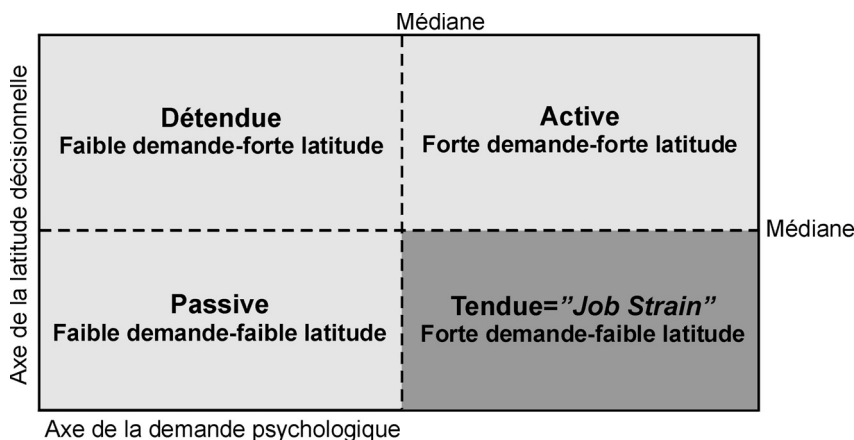 Médiane
Axe de la latitude décisionnelle
Détendue
Faible demande-forte latitude
Active
Forte demande-forte latitude
Médiane
Passive
Faible demande-faible latitude
Tendue=”Job Strain”
Forte demande-faible latitude
Axe de la demande psychologique